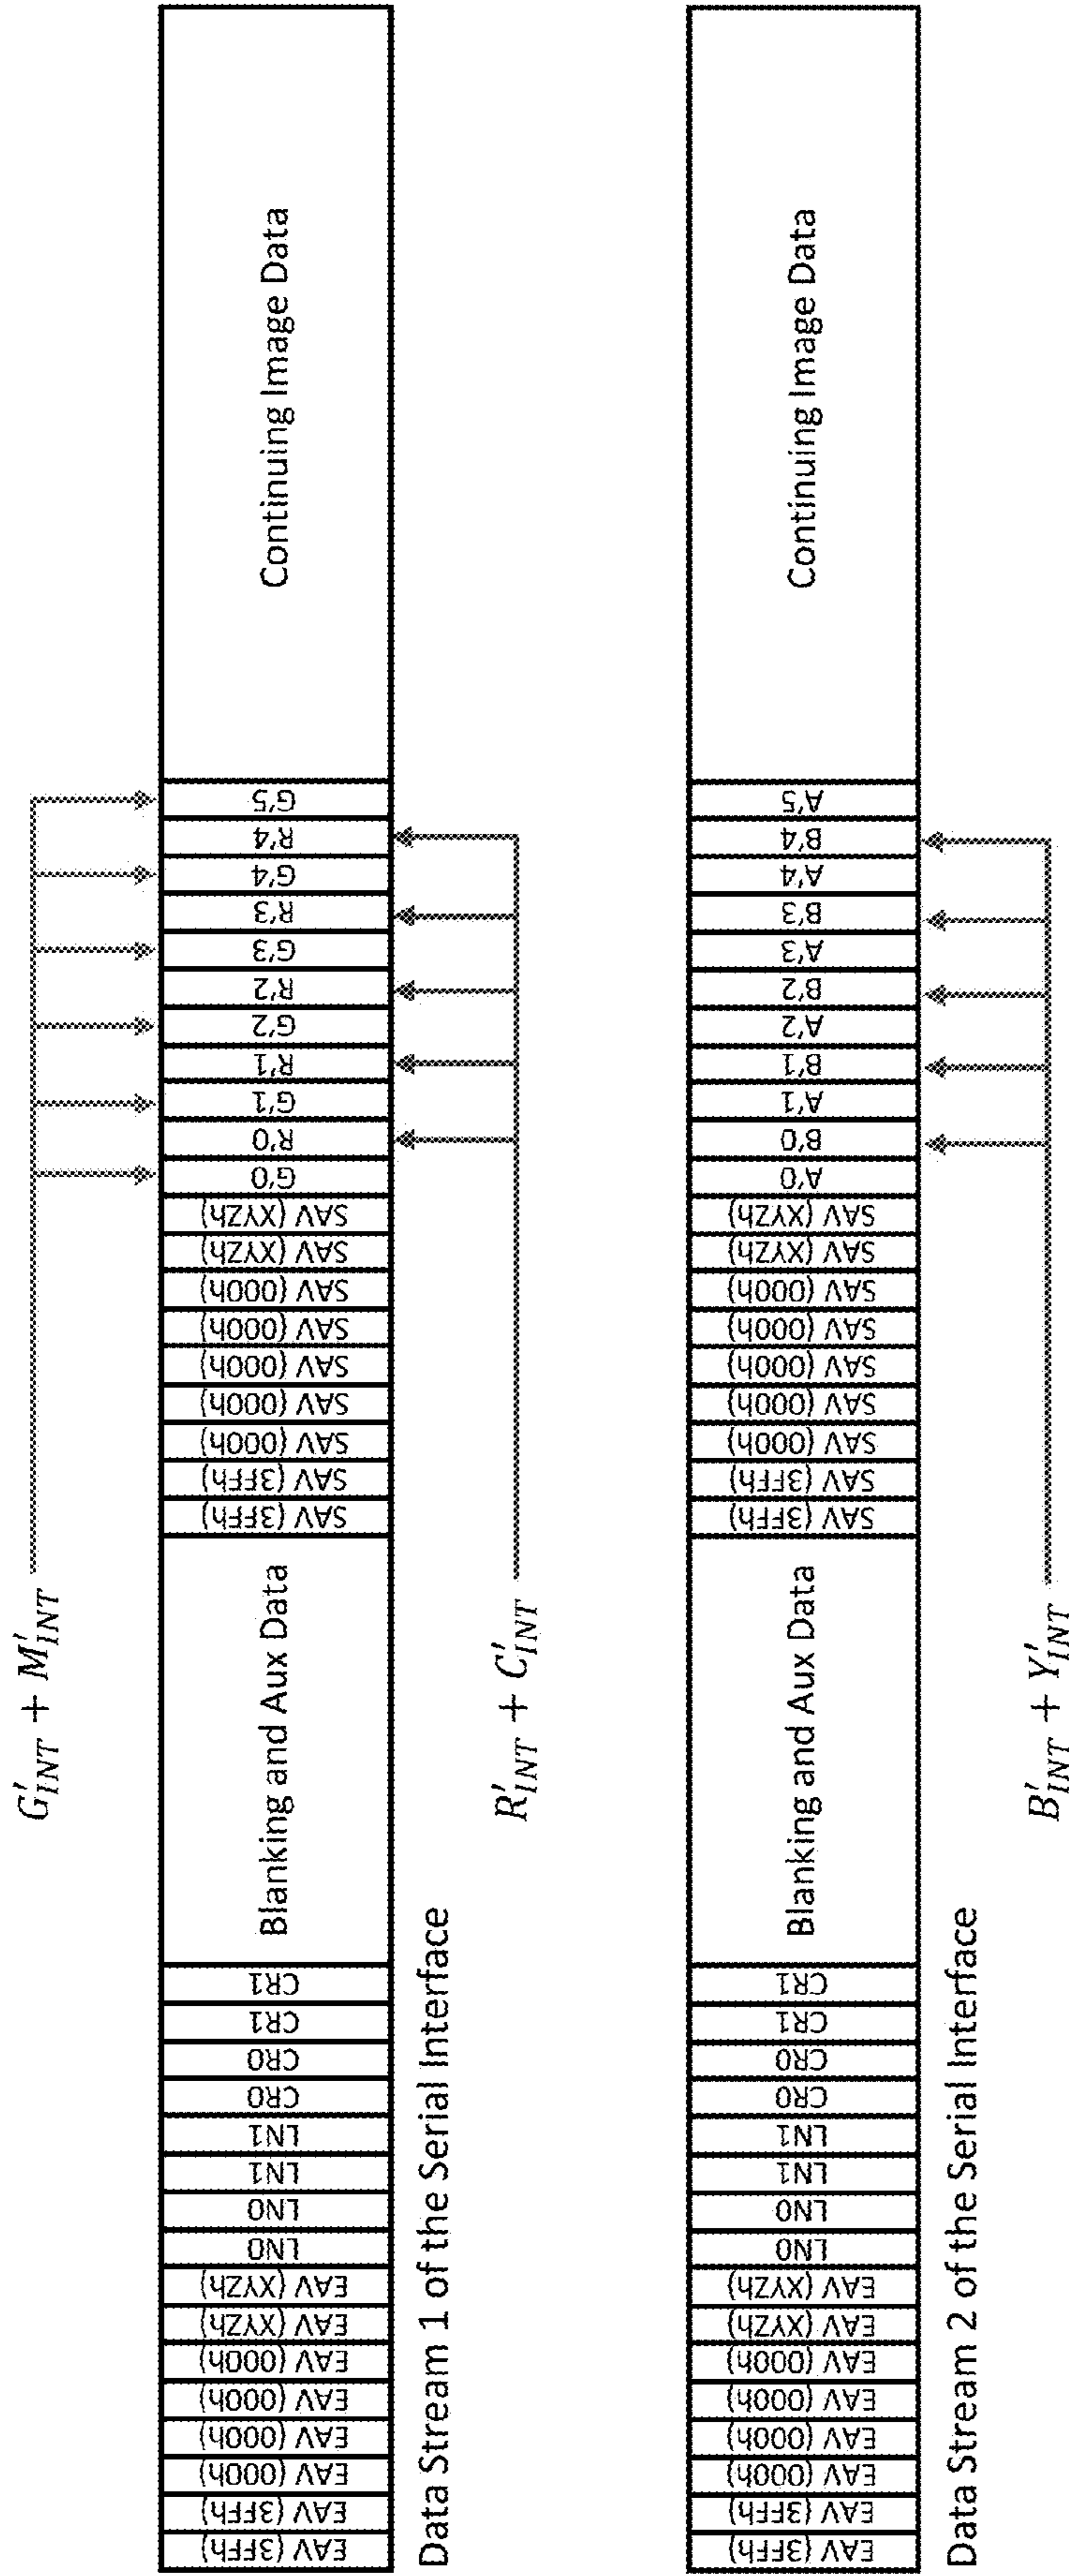 G'INT + M'INT
EAV (3FFh)
EAV (3FFh)
EAV (000h)
EAV (000h)
EAV (000h)
EAV (000h)
EAV (XYZh)
EAV (XYZh)
LN0
LN0
LN1
LN1
CR0
CR0
CR1
CR1
Blanking and Aux Data
SAV (3FFh)
SAV (3FFh)
SAV (000h)
SAV (000h)
SAV (000h)
SAV (000h)
SAV (000h)
SAV (XYZh)
SAV (XYZh)
G'0
R'0
G'1
R'1
G'2
R'2
G'3
R'3
G'4
R'4
G'5
Continuing Image Data
Data Stream 1 of the Serial Interface
R'INT + C'INT
EAV (3FFh)
EAV (3FFh)
EAV (000h)
EAV (000h)
EAV (000h)
EAV (000h)
EAV (XYZh)
EAV (XYZh)
LN0
LN0
LN1
LN1
CR0
CR0
CR1
CR1
Blanking and Aux Data
SAV (3FFh)
SAV (3FFh)
SAV (000h)
SAV (000h)
SAV (000h)
SAV (000h)
SAV (000h)
SAV (XYZh)
SAV (XYZh)
A'0
B'0
A'1
B'1
A'2
B'2
A'3
B'3
A'4
B'4
A'5
Continuing Image Data
Data Stream 2 of the Serial Interface
B'INT + Y'INT